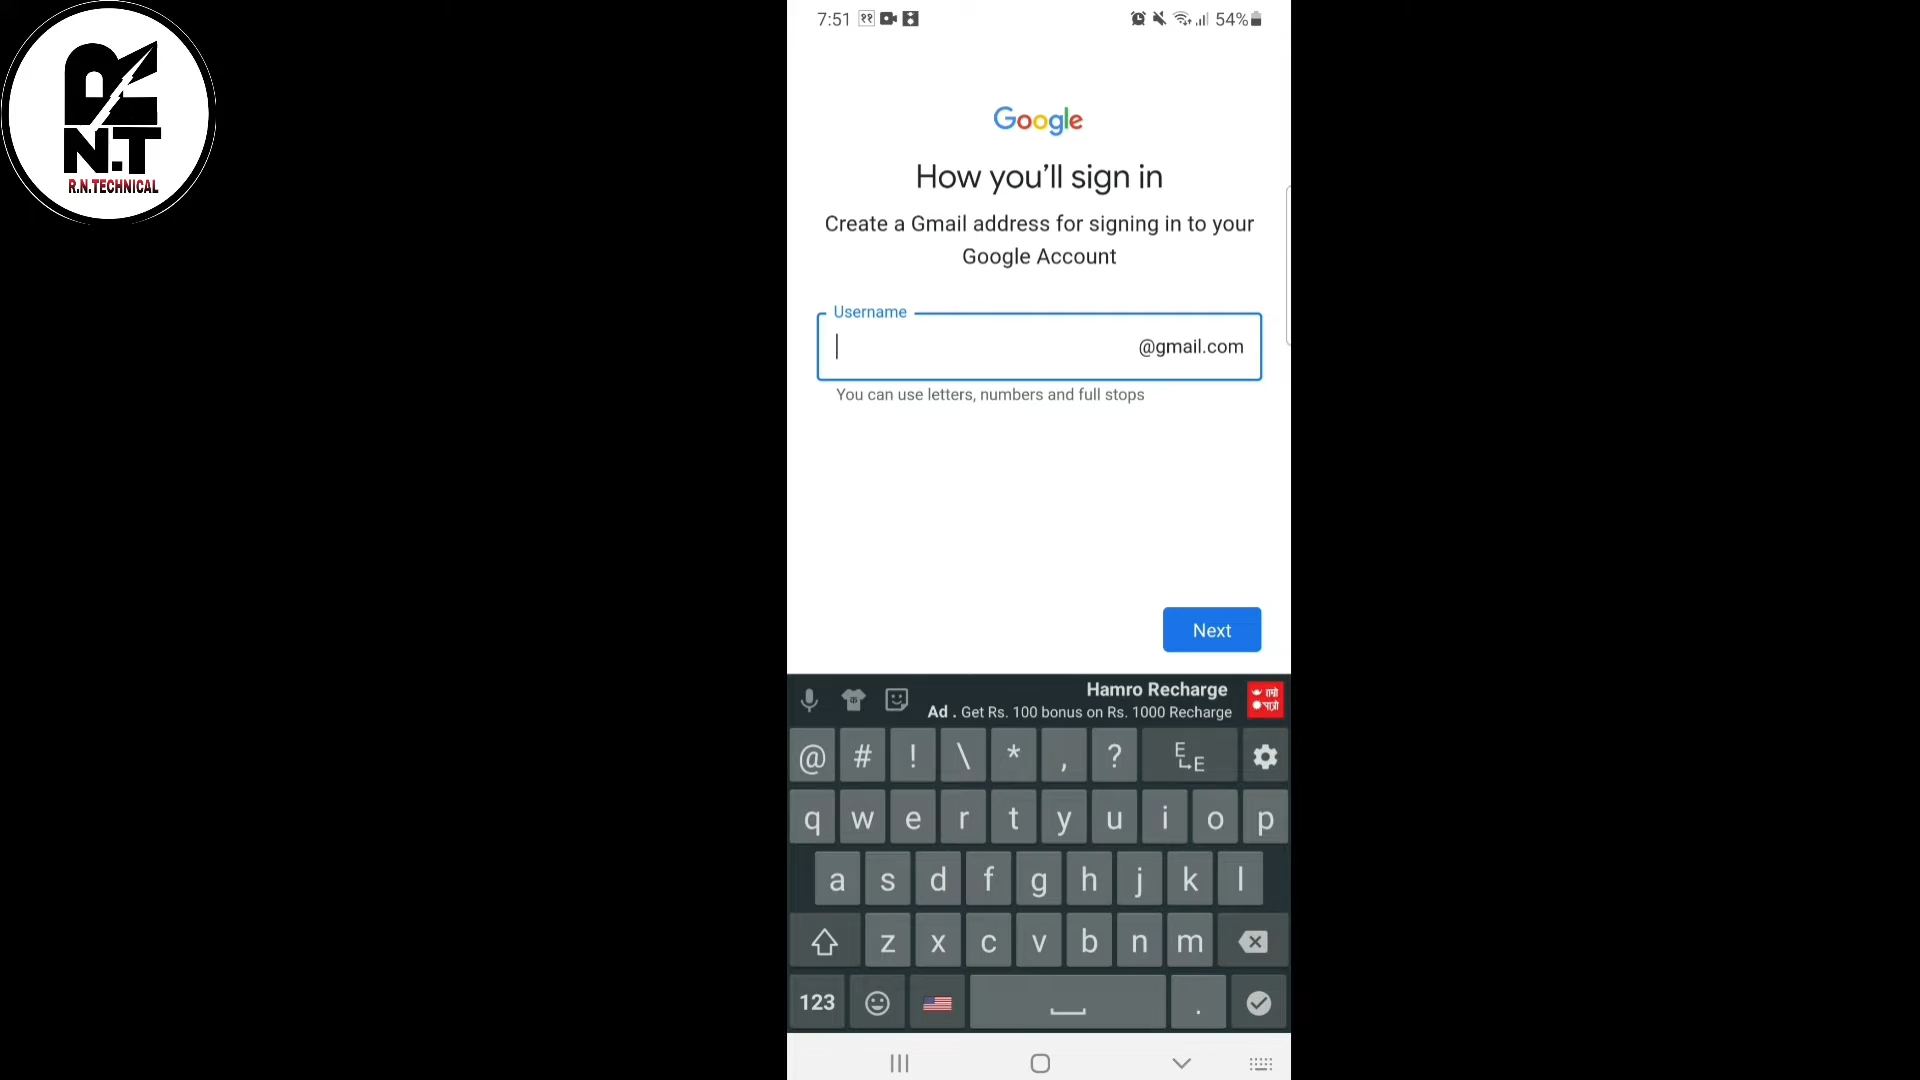 7:51 ११ 54%
N.T
R.N.TECHNICAL
Google
How you’ll sign in
Create a Gmail address for signing in to your
Google Account
Username
@gmail.com
You can use letters, numbers and full stops
Next
Hamro Recharge
Ad . Get Rs. 100 bonus on Rs. 1000 Recharge
हाम्रो
पात्रो
@ # ! \ * , ? E E
q w e r t y u i o p
a s d f g h j k l
z x c v b n m
123 .